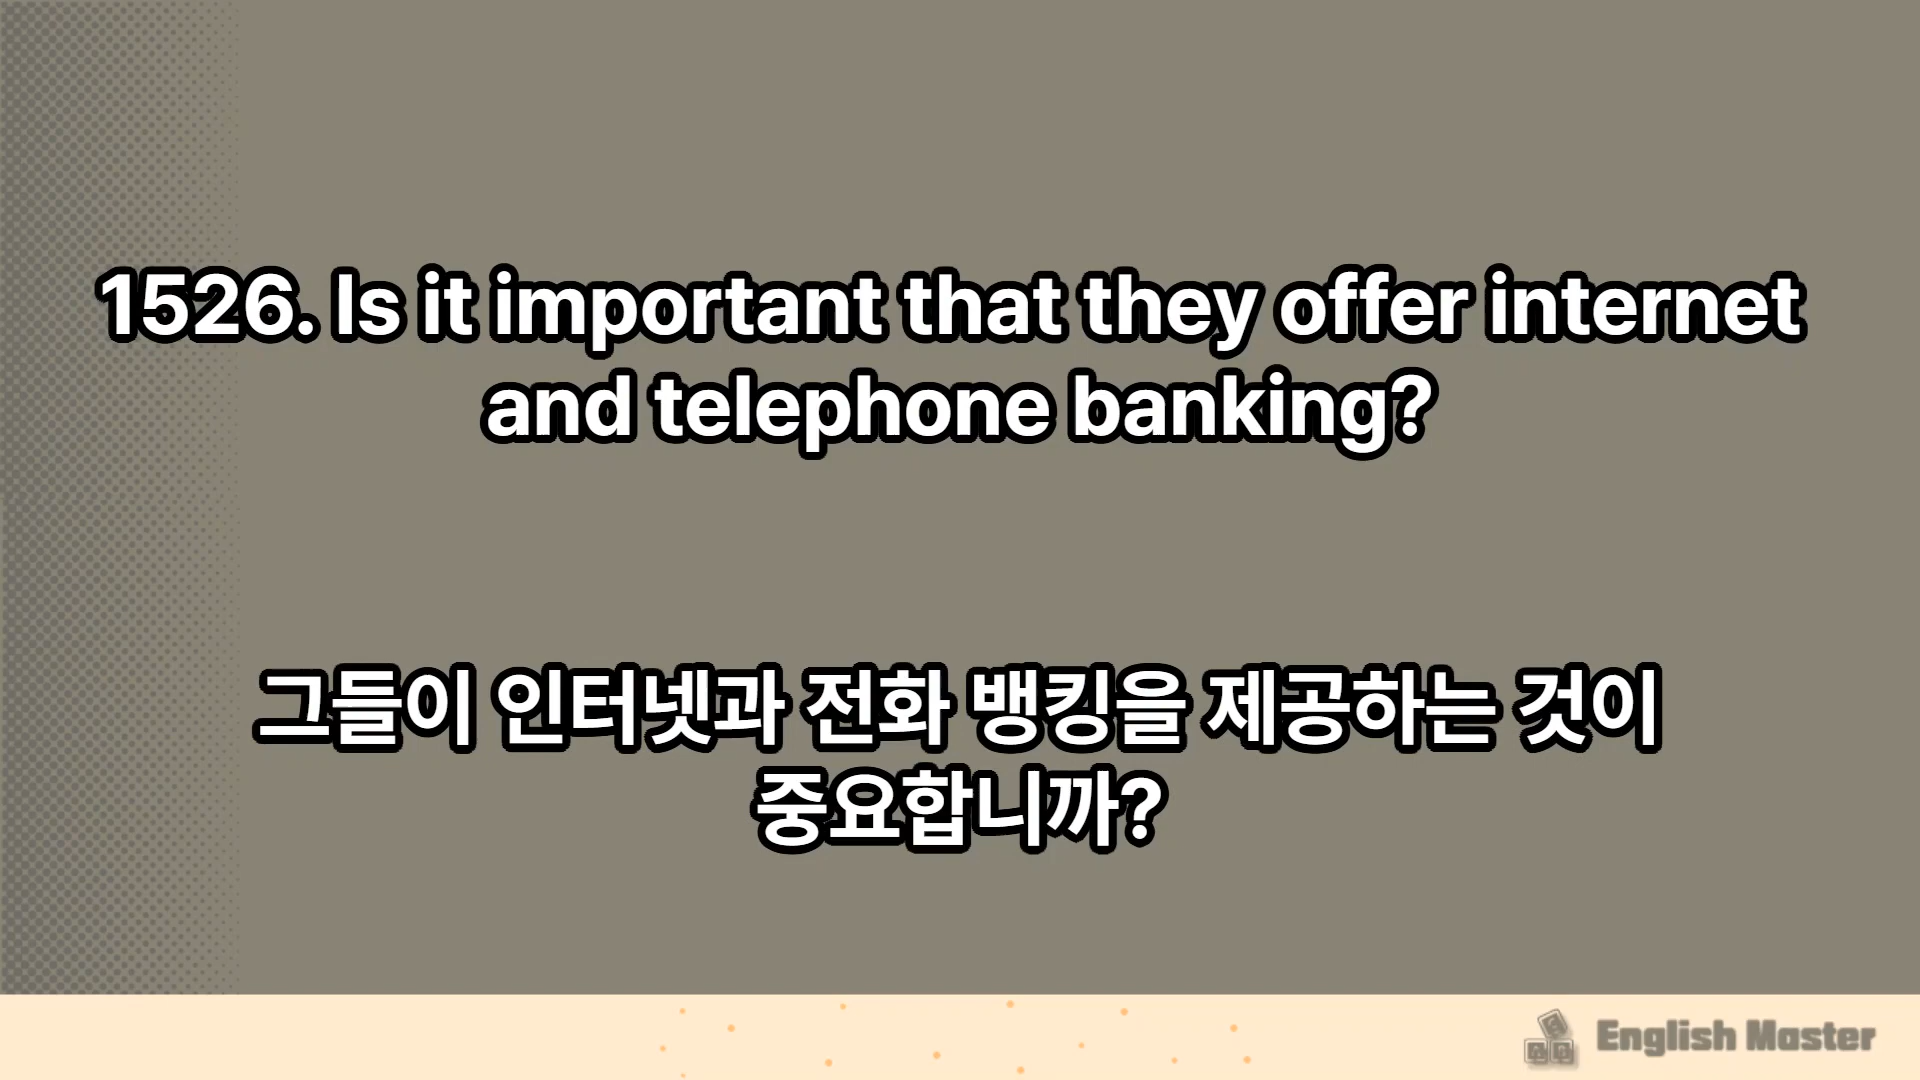 1526. Is it important that they offer internet
and telephone banking?
그들이 인터넷과 전화 뱅킹을 제공하는 것이
중요합니까?
English Master